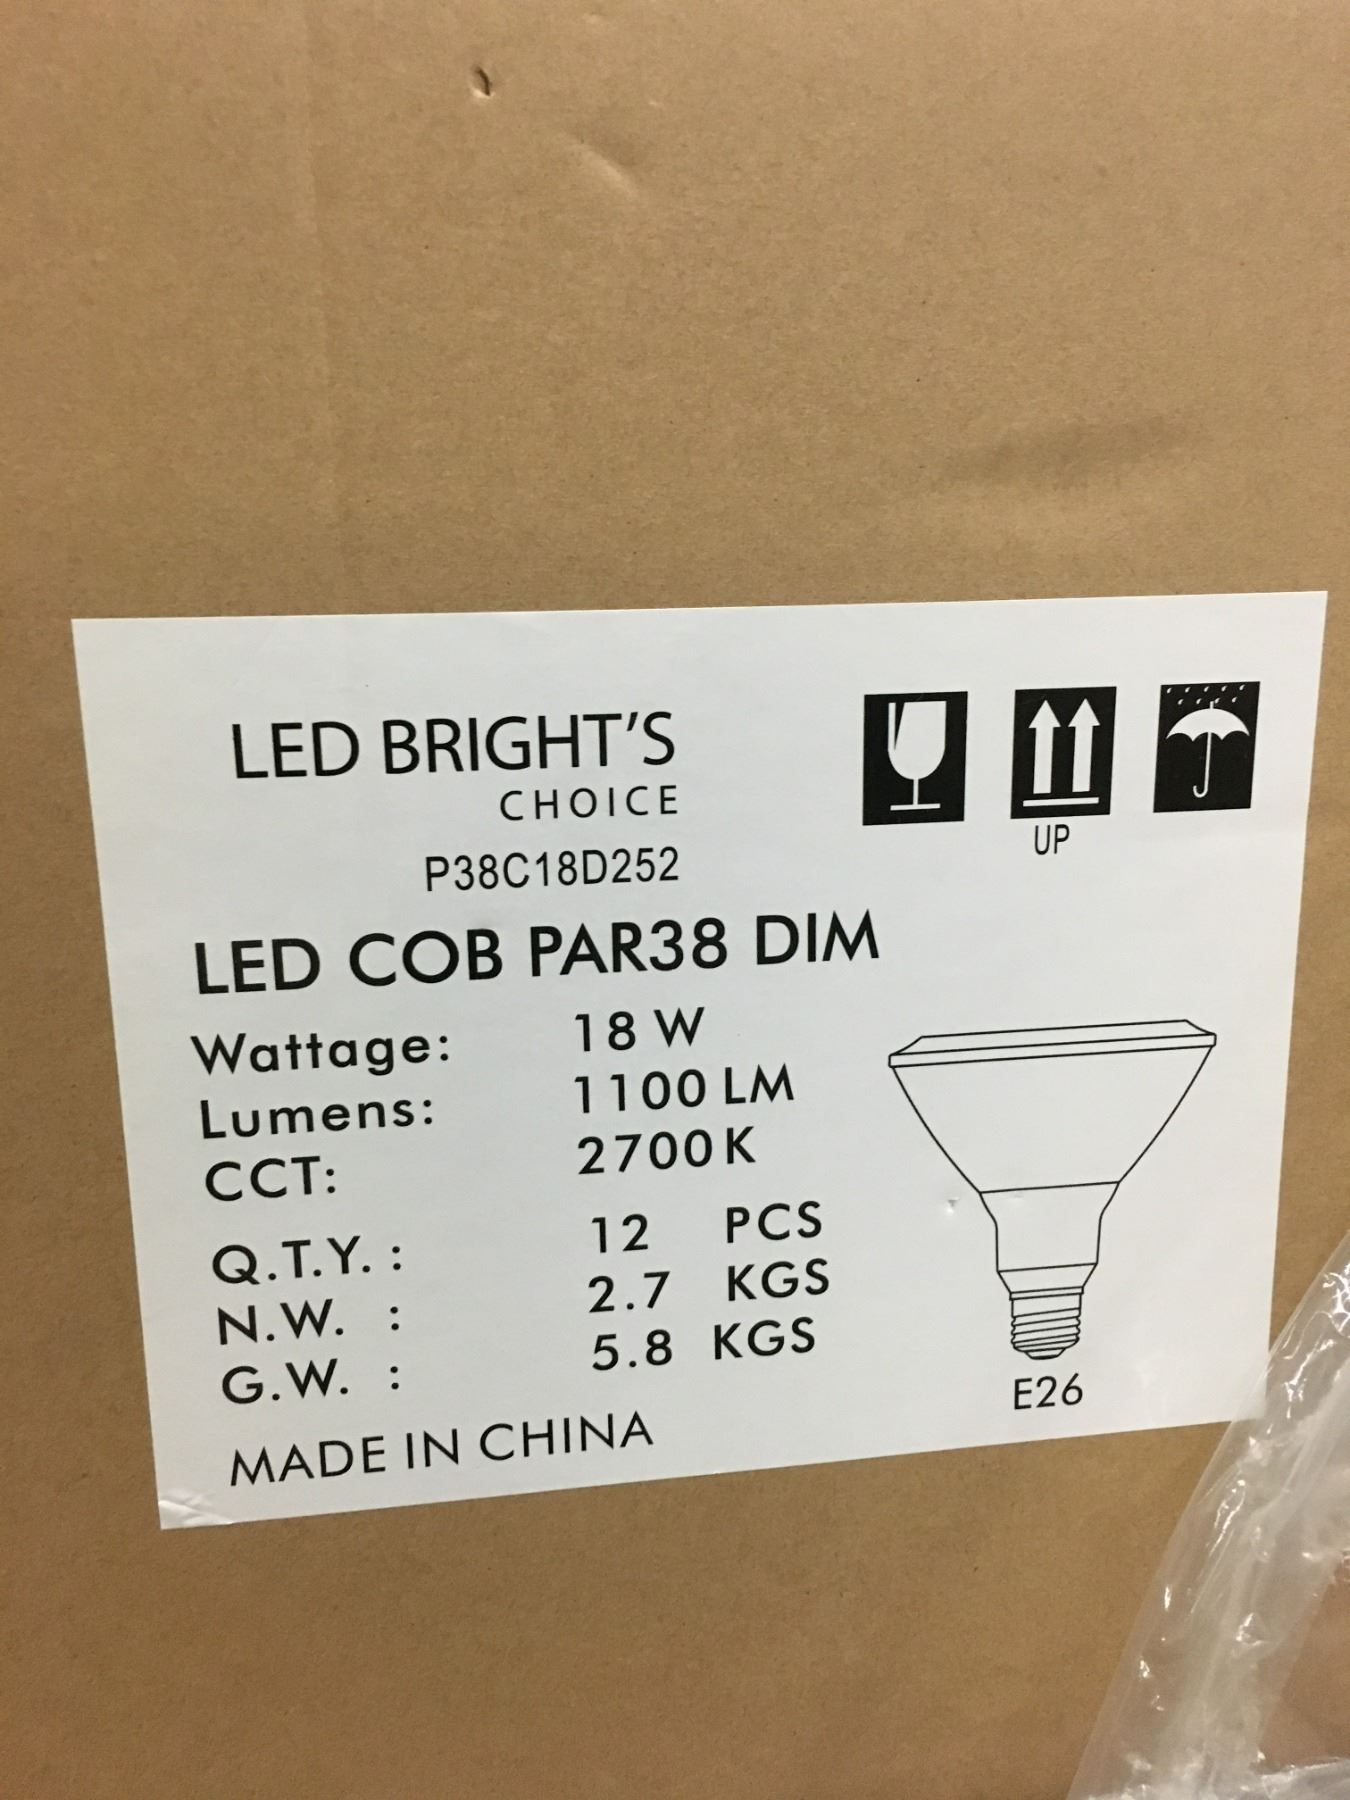 LED BRIGHT'S
CHOICE
P38C18D252
UP
LED COB PAR38 DIM
Wattage: 18 W
Lumens: 1100 LM
CCT: 2700 K
Q.T.Y. : 12 PCS
N.W. : 2.7 KGS
G.W. : 5.8 KGS
E26
MADE IN CHINA